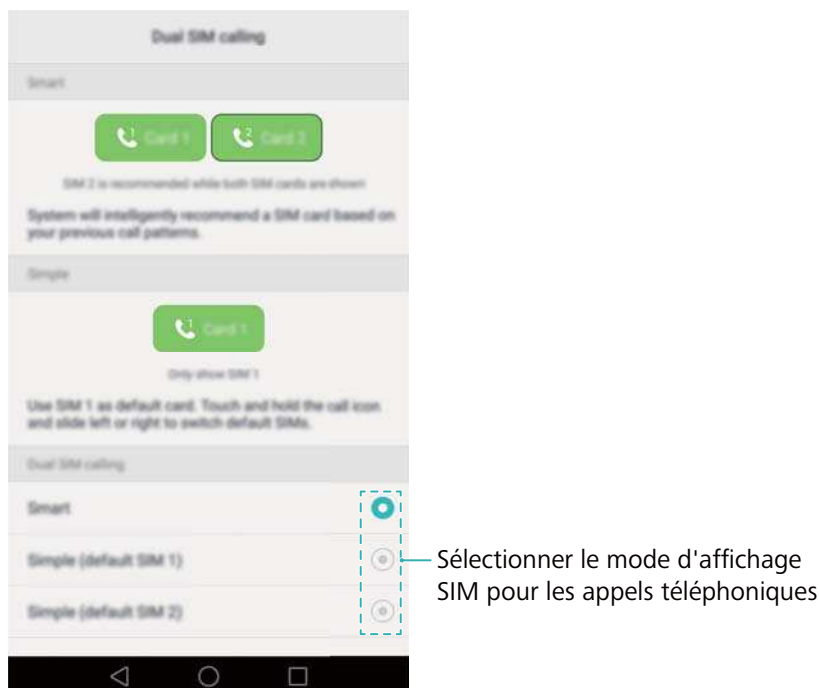 Dual SIM calling
Smart
1 Card 1
2 Card 2
SIM 2 is recommended while both SIM cards are shown
System will intelligently recommend a SIM card based on
your previous call patterns.
Simple
1 Card 1
Only show SIM 1
Use SIM 1 as default card. Touch and hold the call icon
and slide left or right to switch default SIMs.
Dual SIM calling
Smart
Simple (default SIM 1)
Simple (default SIM 2)
Sélectionner le mode d'affichage
SIM pour les appels téléphoniques